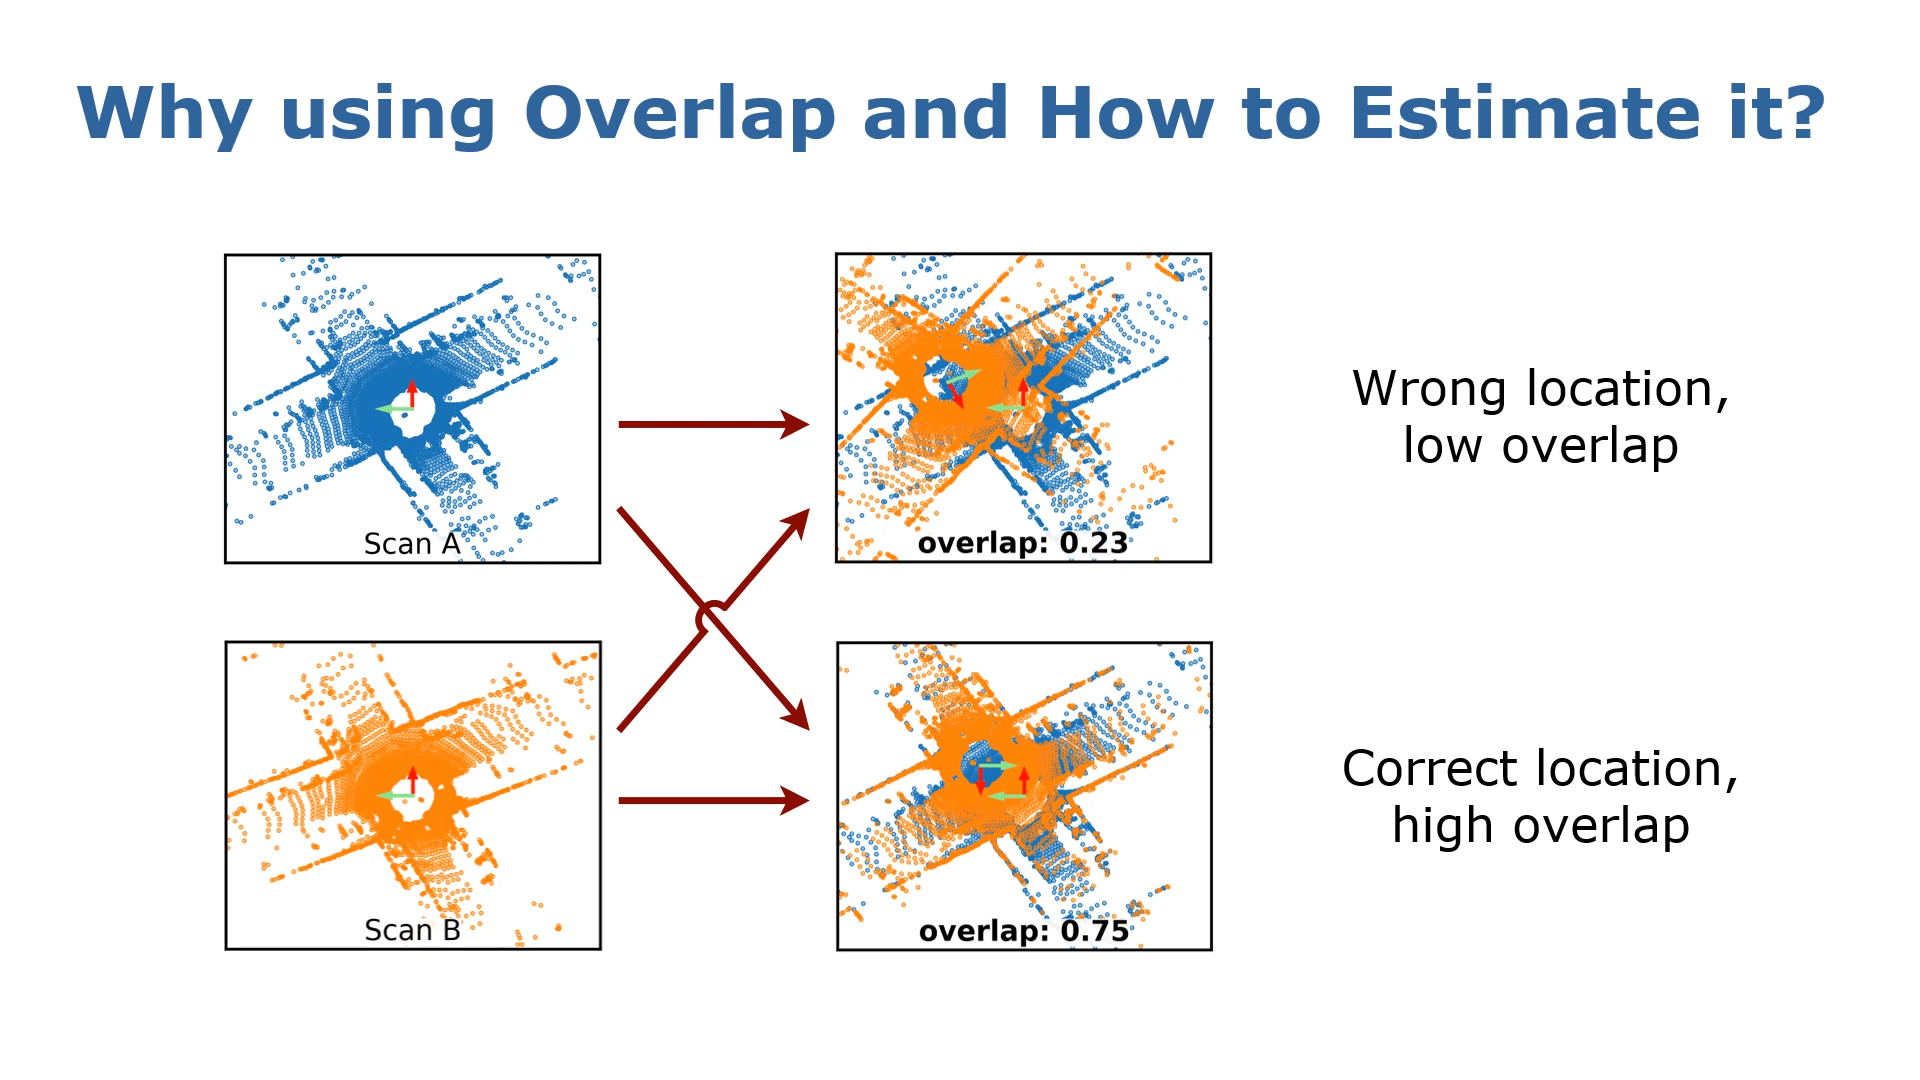 Why using Overlap and How to Estimate it?
Scan A
overlap: 0.23
Wrong location,
low overlap
Scan B
overlap: 0.75
Correct location,
high overlap